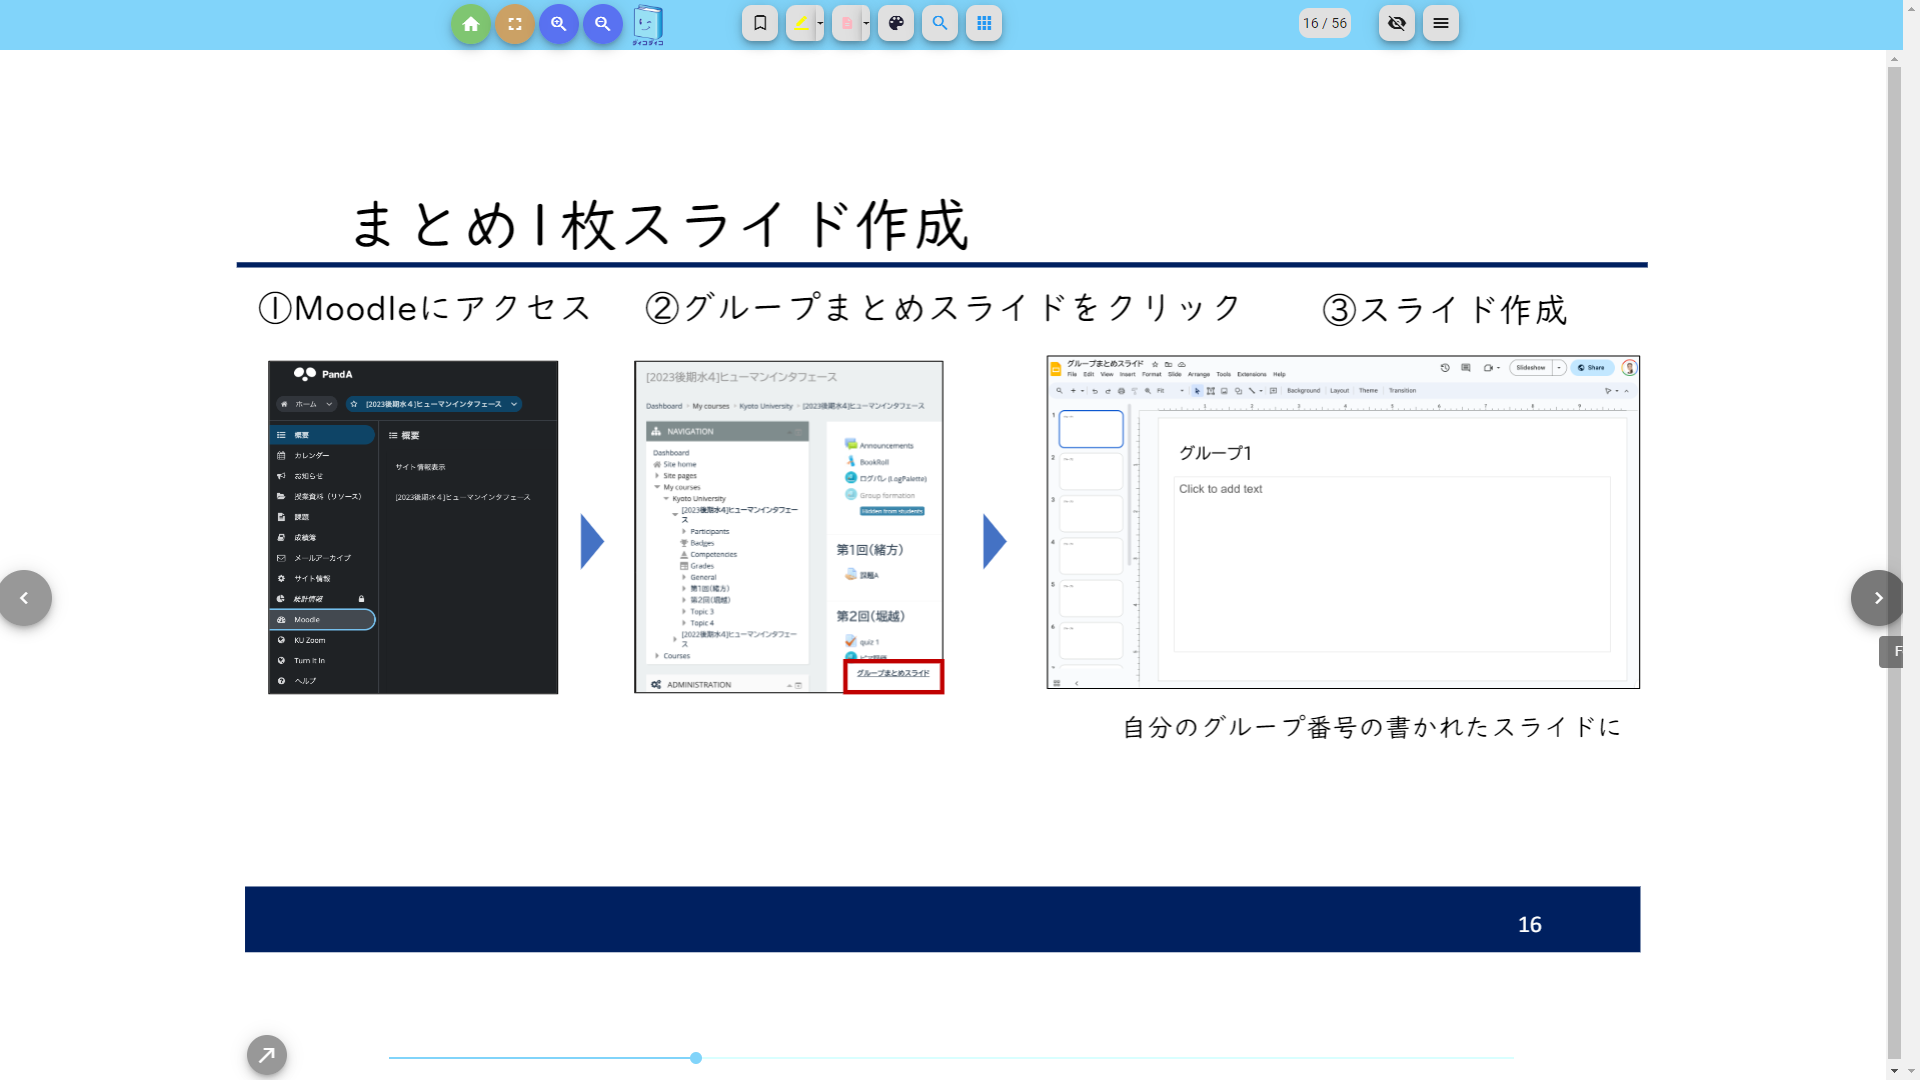 ダイコダイコ
16 / 56
まとめ1枚スライド作成
①Moodleにアクセス
②グループまとめスライドをクリック
③スライド作成
PandA
ホーム
[2023後期水4]ヒューマンインタフェース
概要
カレンダー
お知らせ
授業資料（リソース）
課題
成績簿
メールアーカイブ
サイト情報
統計情報
Moodle
KU Zoom
Turn It In
ヘルプ
概要
サイト情報表示
[2023後期水4]ヒューマンインタフェース
[2023後期水4]ヒューマンインタフェース
Dashboard › My courses › Kyoto University › [2023後期水4]ヒューマンインタフェース
NAVIGATION
Dashboard
Site home
Site pages
My courses
Kyoto University
[2023後期水4]ヒューマンインタフェー
ス
Participants
Badges
Competencies
Grades
General
第1回(緒方)
第2回(堀越)
Topic 3
Topic 4
[2022後期水4]ヒューマンインタフェー
ス
Courses
ADMINISTRATION
Announcements
BookRoll
ログパレ (LogPalette)
Group formation
Hidden from students
第1回(緒方)
課題A
第2回(堀越)
quiz 1
グループまとめスライド
グループまとめスライド
File Edit View Insert Format Slide Arrange Tools Extensions Help
Slideshow
Share
Fit
Background Layout Theme Transition
1
2
3
4
5
6
グループ1
Click to add text
自分のグループ番号の書かれたスライドに
16
F